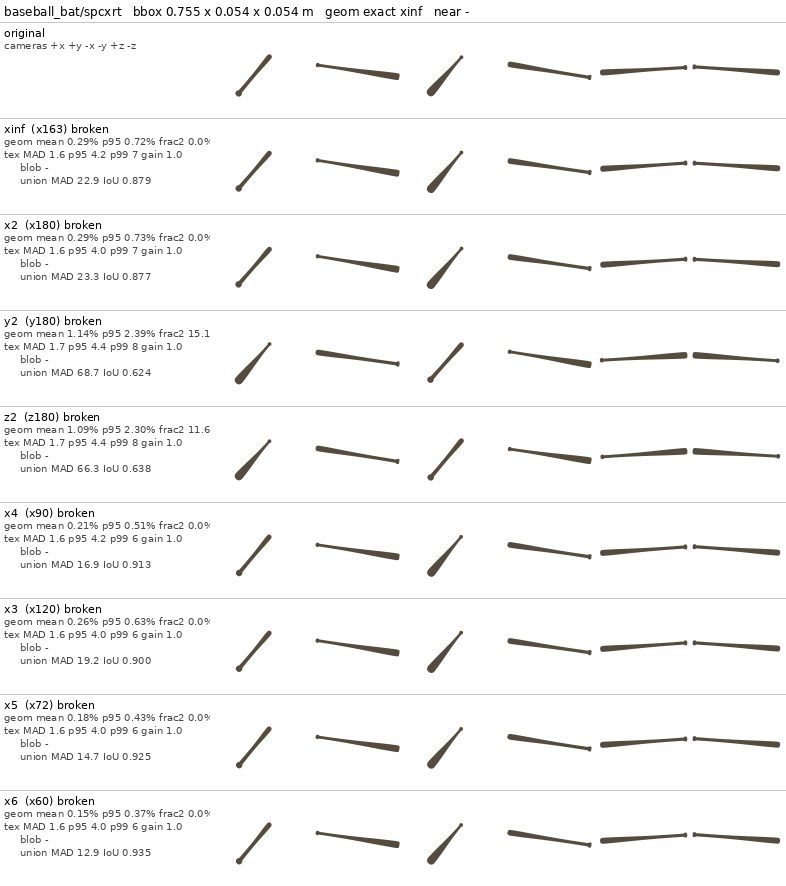 baseball_bat/spcxrt bbox 0.755 x 0.054 x 0.054 m geom exact xinf near -
original
cameras +x +y -x -y +z -z
xinf (x163) broken
geom mean 0.29% p95 0.72% frac2 0.0%
tex MAD 1.6 p95 4.2 p99 7 gain 1.0
blob -
union MAD 22.9 IoU 0.879
x2 (x180) broken
geom mean 0.29% p95 0.73% frac2 0.0%
tex MAD 1.6 p95 4.0 p99 7 gain 1.0
blob -
union MAD 23.3 IoU 0.877
y2 (y180) broken
geom mean 1.14% p95 2.39% frac2 15.1
tex MAD 1.7 p95 4.4 p99 8 gain 1.0
blob -
union MAD 68.7 IoU 0.624
z2 (z180) broken
geom mean 1.09% p95 2.30% frac2 11.6
tex MAD 1.7 p95 4.4 p99 8 gain 1.0
blob -
union MAD 66.3 IoU 0.638
x4 (x90) broken
geom mean 0.21% p95 0.51% frac2 0.0%
tex MAD 1.6 p95 4.2 p99 6 gain 1.0
blob -
union MAD 16.9 IoU 0.913
x3 (x120) broken
geom mean 0.26% p95 0.63% frac2 0.0%
tex MAD 1.6 p95 4.0 p99 6 gain 1.0
blob -
union MAD 19.2 IoU 0.900
x5 (x72) broken
geom mean 0.18% p95 0.43% frac2 0.0%
tex MAD 1.6 p95 4.0 p99 6 gain 1.0
blob -
union MAD 14.7 IoU 0.925
x6 (x60) broken
geom mean 0.15% p95 0.37% frac2 0.0%
tex MAD 1.6 p95 4.0 p99 6 gain 1.0
blob -
union MAD 12.9 IoU 0.935